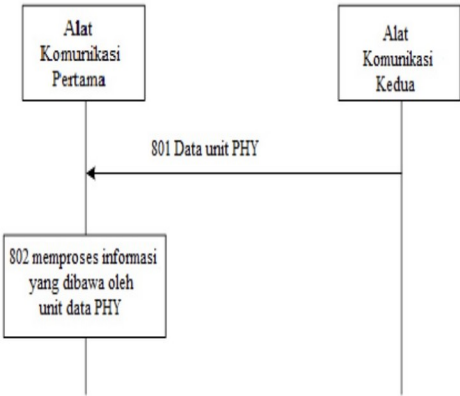 Alat
Komunikasi
Pertama
Alat
Komunikasi
Kedua
801 Data unit PHY
802 memproses informasi
yang dibawa oleh
unit data PHY